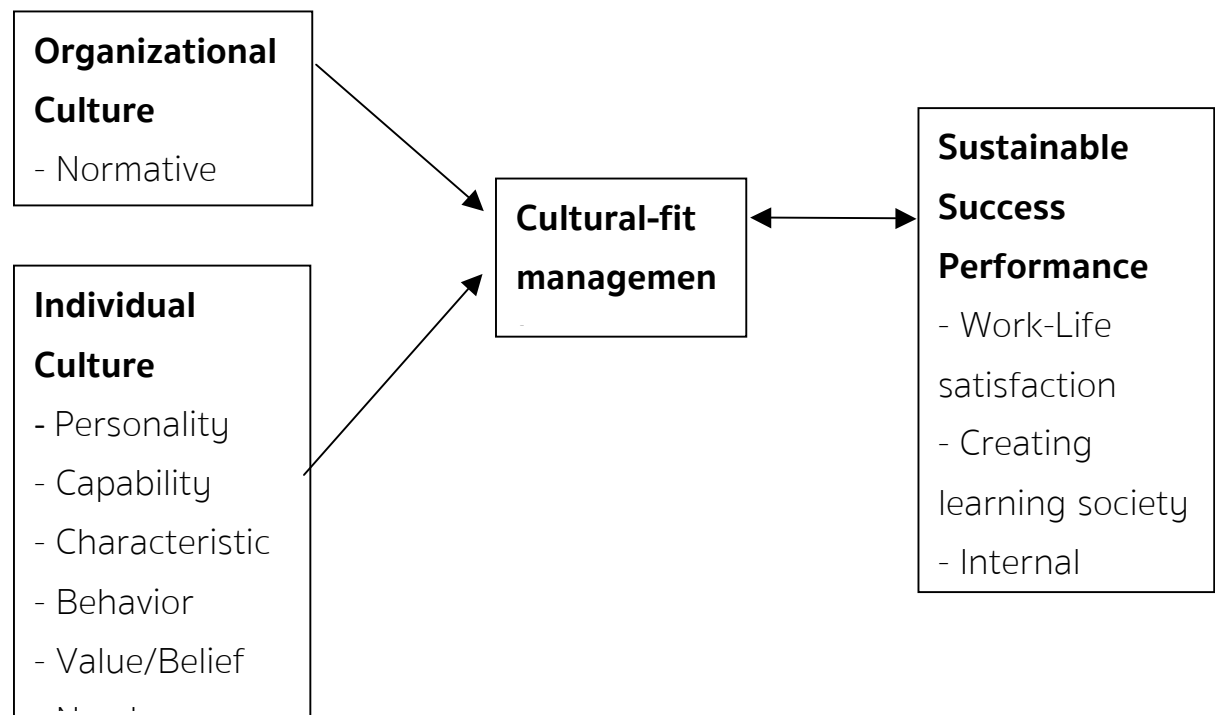 Organizational
Culture
- Normative
Individual
Culture
- Personality
- Capability
- Characteristic
- Behavior
- Value/Belief
Cultural-fit
managemen
Sustainable
Success
Performance
- Work-Life
satisfaction
- Creating
learning society
- Internal